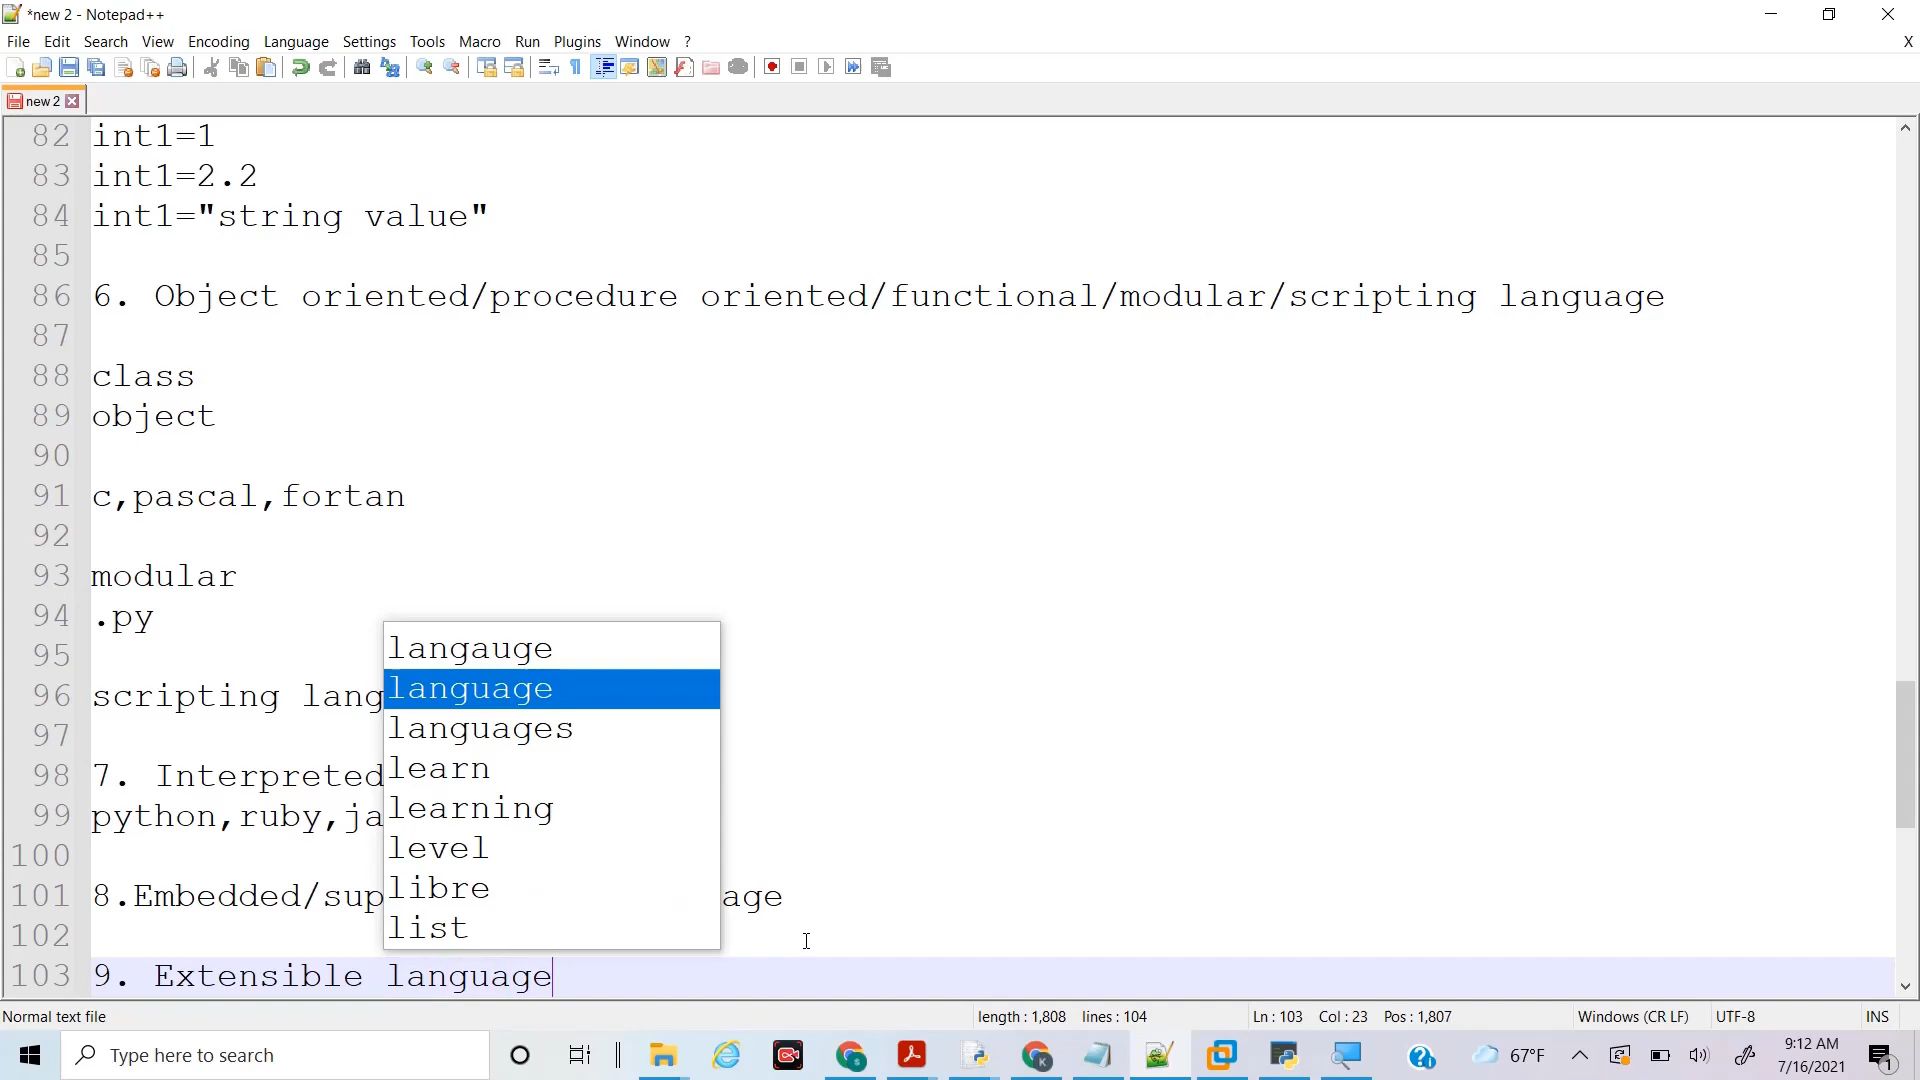 *new 2 - Notepad++
File Edit Search View Encoding Language Settings Tools Macro Run Plugins Window ? X
new 2
82 int1=1
83 int1=2.2
84 int1="string value"
85
86 6. Object oriented/procedure oriented/functional/modular/scripting language
87
88 class
89 object
90
91 c,pascal,fortan
92
93 modular
94 .py
95
96 scripting lang
97
98 7. Interpreted
99 python,ruby,ja
100
101 8.Embedded/sup age
102
103 9. Extensible language
langauge
language
languages
learn
learning
level
libre
list
Normal text file length : 1,808 lines : 104 Ln : 103 Col : 23 Pos : 1,807 Windows (CR LF) UTF-8 INS
Type here to search
67°F
9:12 AM
7/16/2021
1